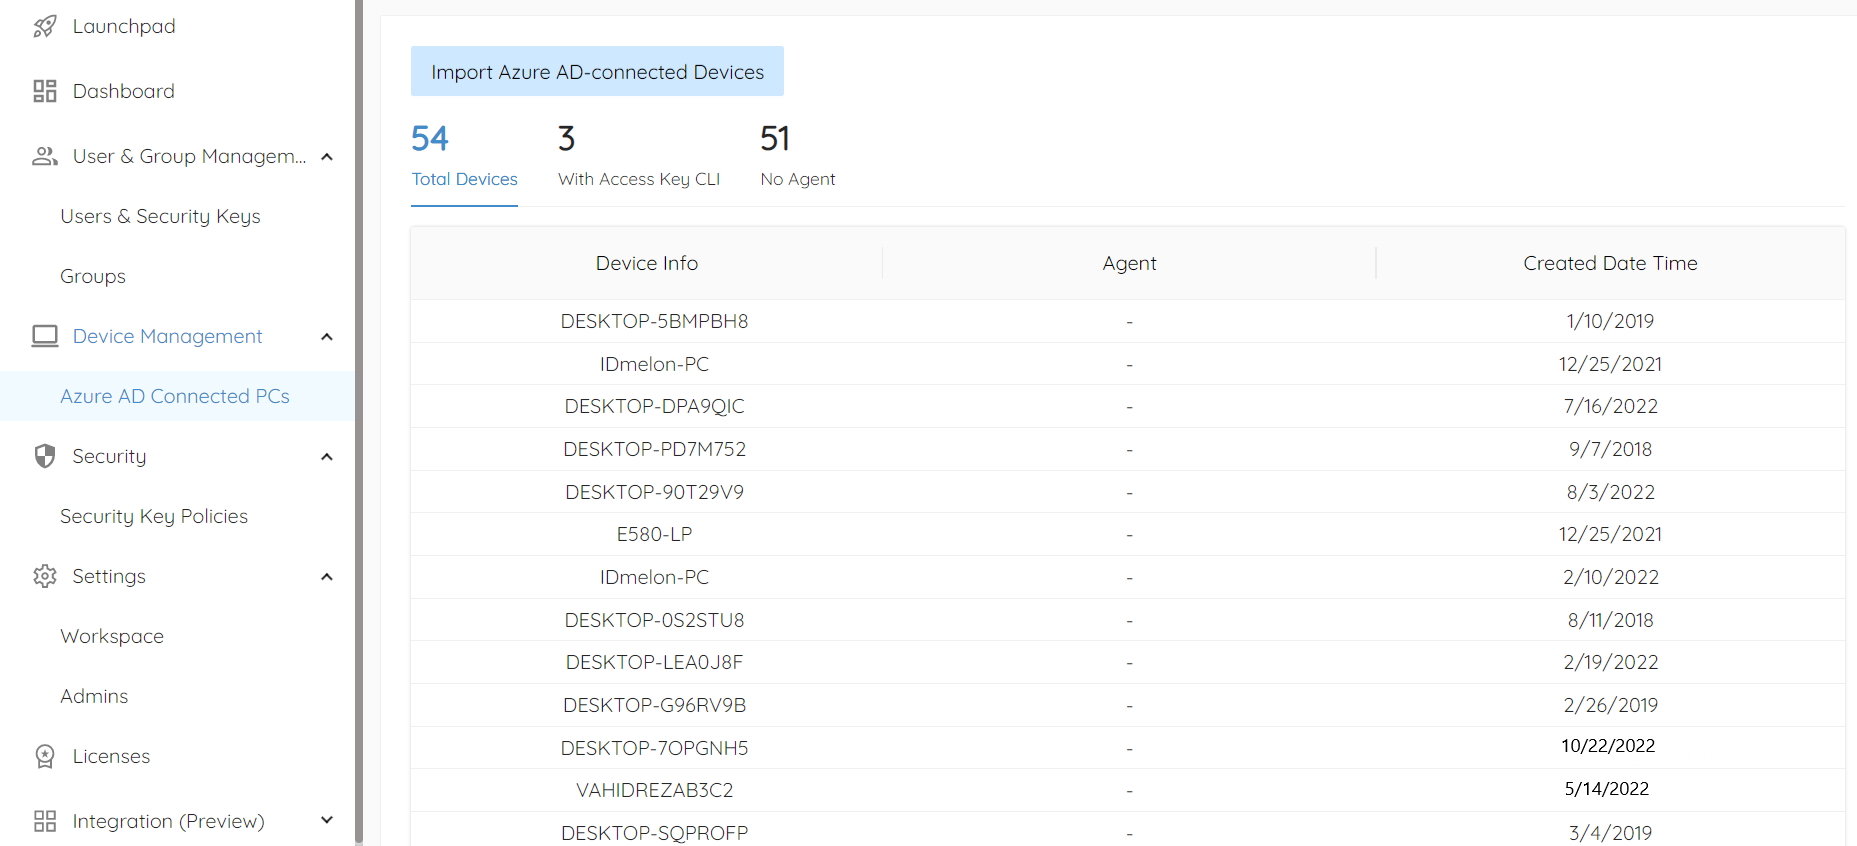 Launchpad
Dashboard
User & Group Managem...
Users & Security Keys
Groups
Device Management
Azure AD Connected PCs
Security
Security Key Policies
Settings
Workspace
Admins
Licenses
Integration (Preview)
Import Azure AD-connected Devices
54 3 51
Total Devices With Access Key CLI No Agent
Device Info Agent Created Date Time
DESKTOP-5BMPBH8 - 1/10/2019
IDmelon-PC - 12/25/2021
DESKTOP-DPA9QIC - 7/16/2022
DESKTOP-PD7M752 - 9/7/2018
DESKTOP-90T29V9 - 8/3/2022
E580-LP - 12/25/2021
IDmelon-PC - 2/10/2022
DESKTOP-0S2STU8 - 8/11/2018
DESKTOP-LEA0J8F - 2/19/2022
DESKTOP-G96RV9B - 2/26/2019
DESKTOP-7OPGNH5 - 10/22/2022
VAHIDREZAB3C2 - 5/14/2022
DESKTOP-SQPROFP - 3/4/2019